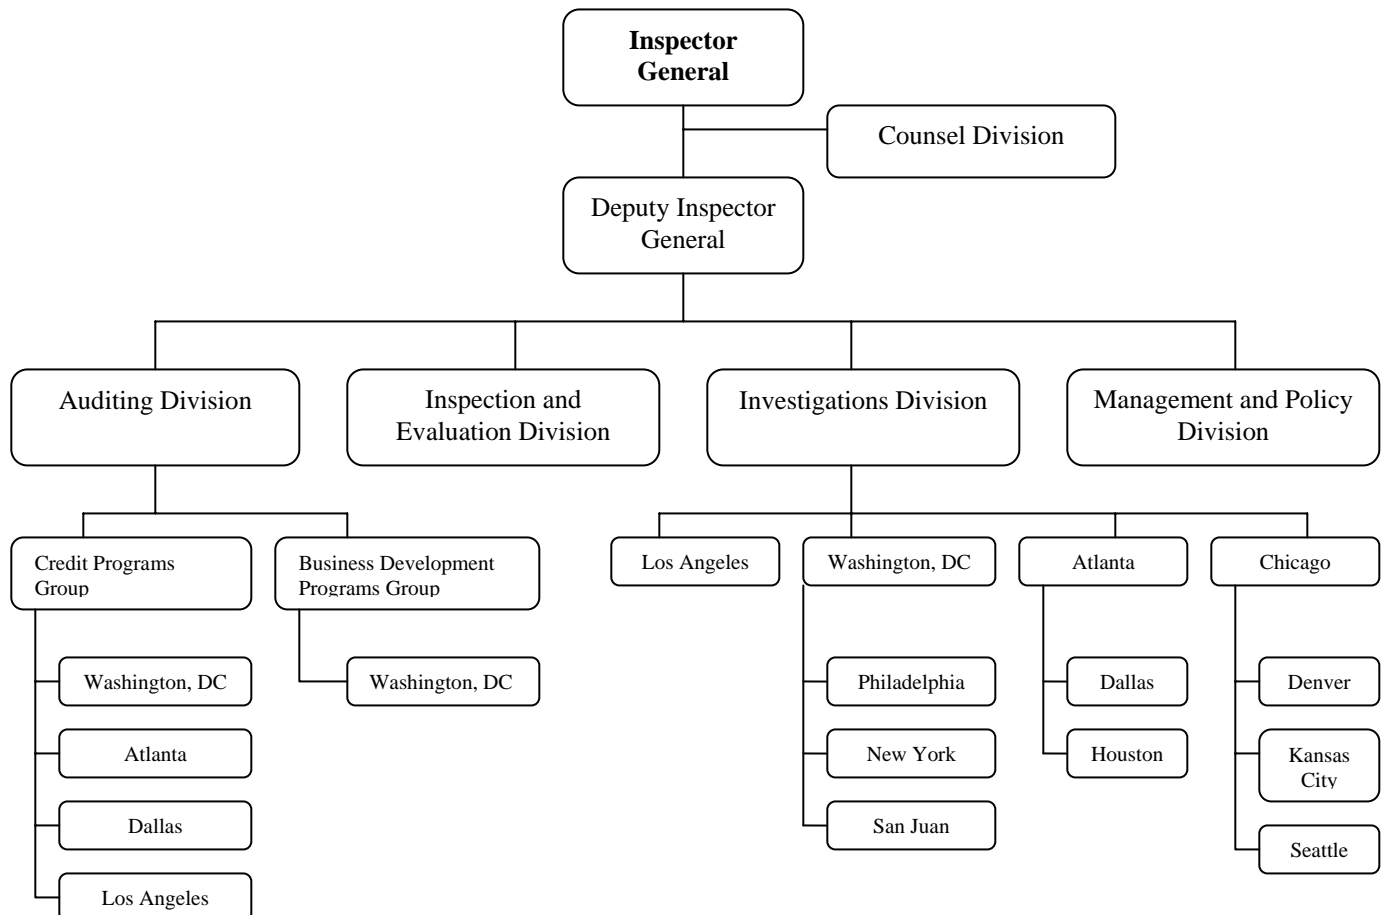 Inspector
General
Counsel Division
Deputy Inspector
General
Auditing Division
Inspection and
Evaluation Division
Investigations Division
Management and Policy
Division
Credit Programs
Group
Business Development
Programs Group
Los Angeles
Washington, DC
Atlanta
Chicago
Washington, DC
Washington, DC
Philadelphia
Dallas
Denver
Atlanta
New York
Houston
Kansas
City
Dallas
San Juan
Seattle
Los Angeles